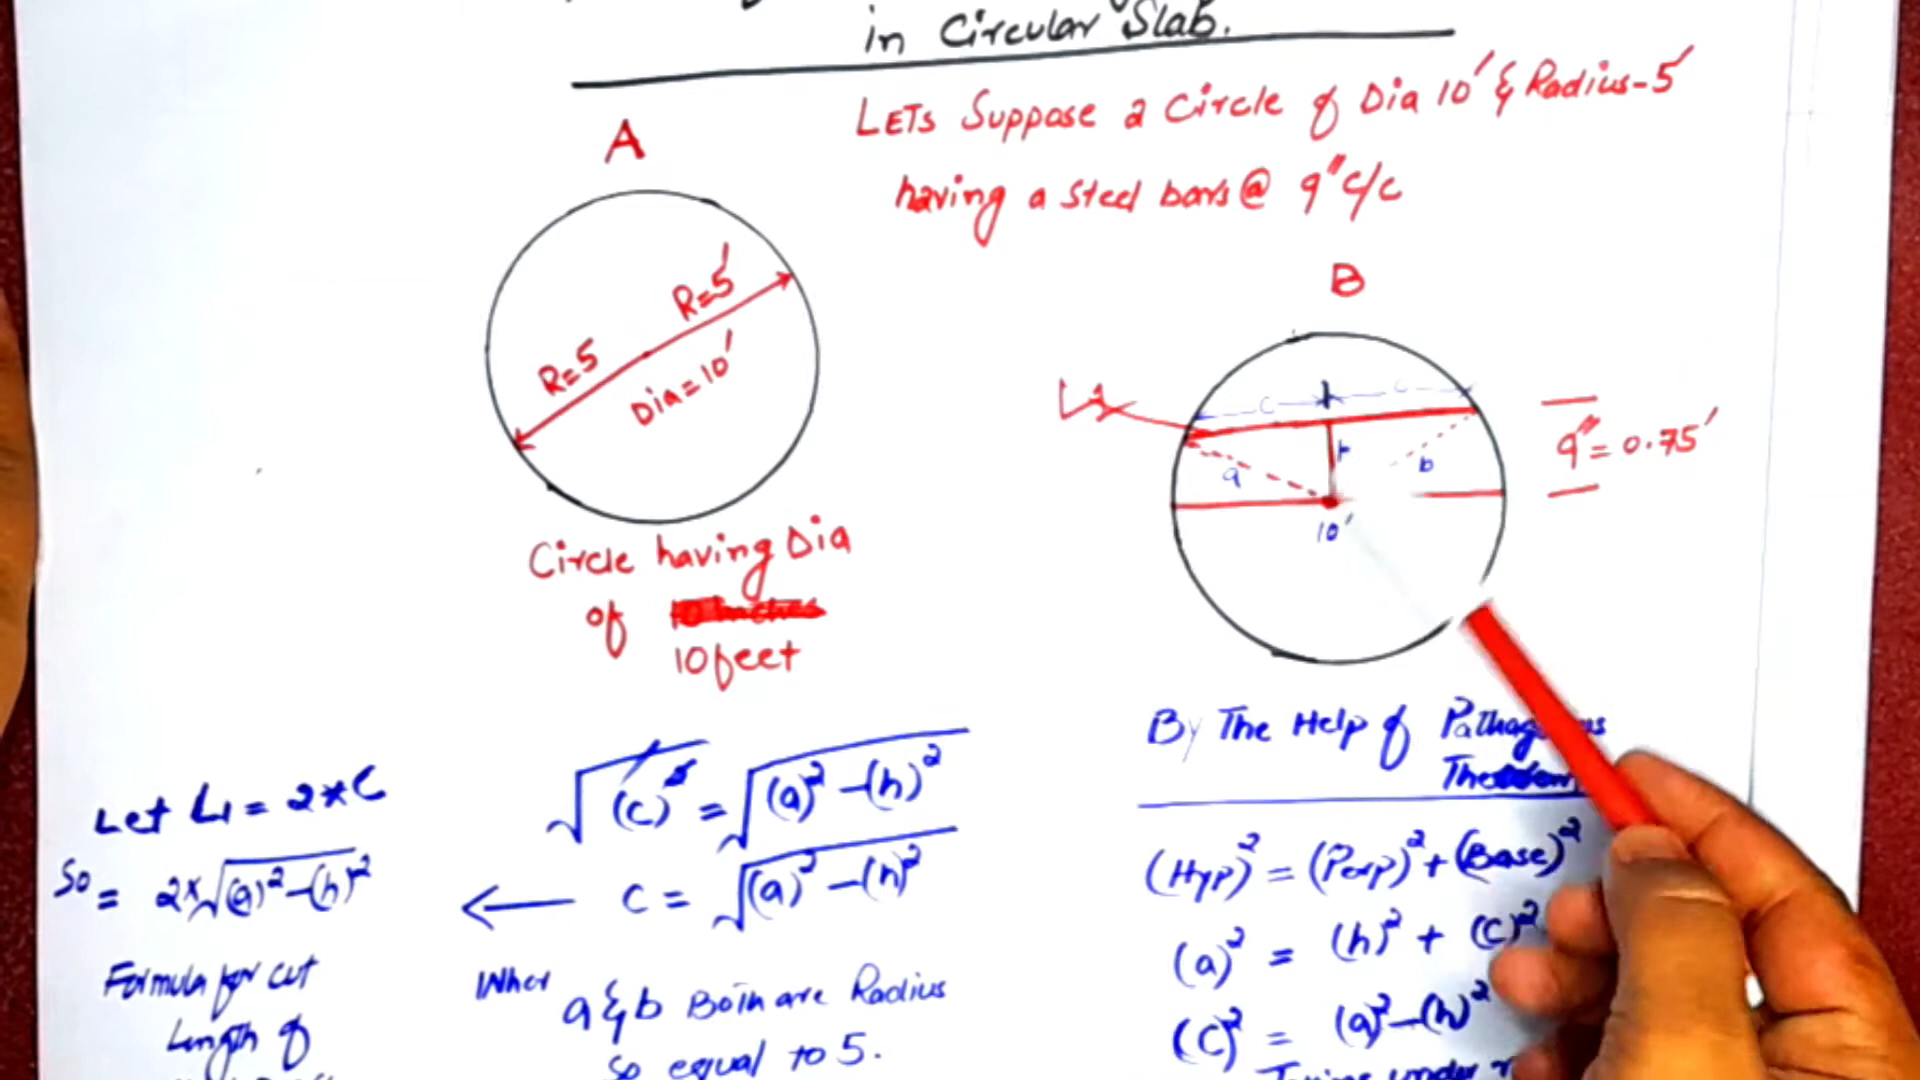 in Circular Slab.
LETs Suppose a Circle of Dia 10' & Radius-5'
having a steel bars @ 9" c/c
A
R=5'
R=5
Dia=10'
Circle having Dia
of
10feet
B
c
c
h
a
b
10'
9"=0.75'
By The Help of
(Hyp)² = (Perp)²+(Base)²
(a)² = (h)² + (c)²
(C)² = (a)²-(h)²
√(c)² = √(a)²-(h)²
c = √(a)²-(h)²
Wher a & b Both are Radius
So equal to 5.
Let L1 = 2*C
So = 2*√(a)²-(h)²
Formula for cut
Length of